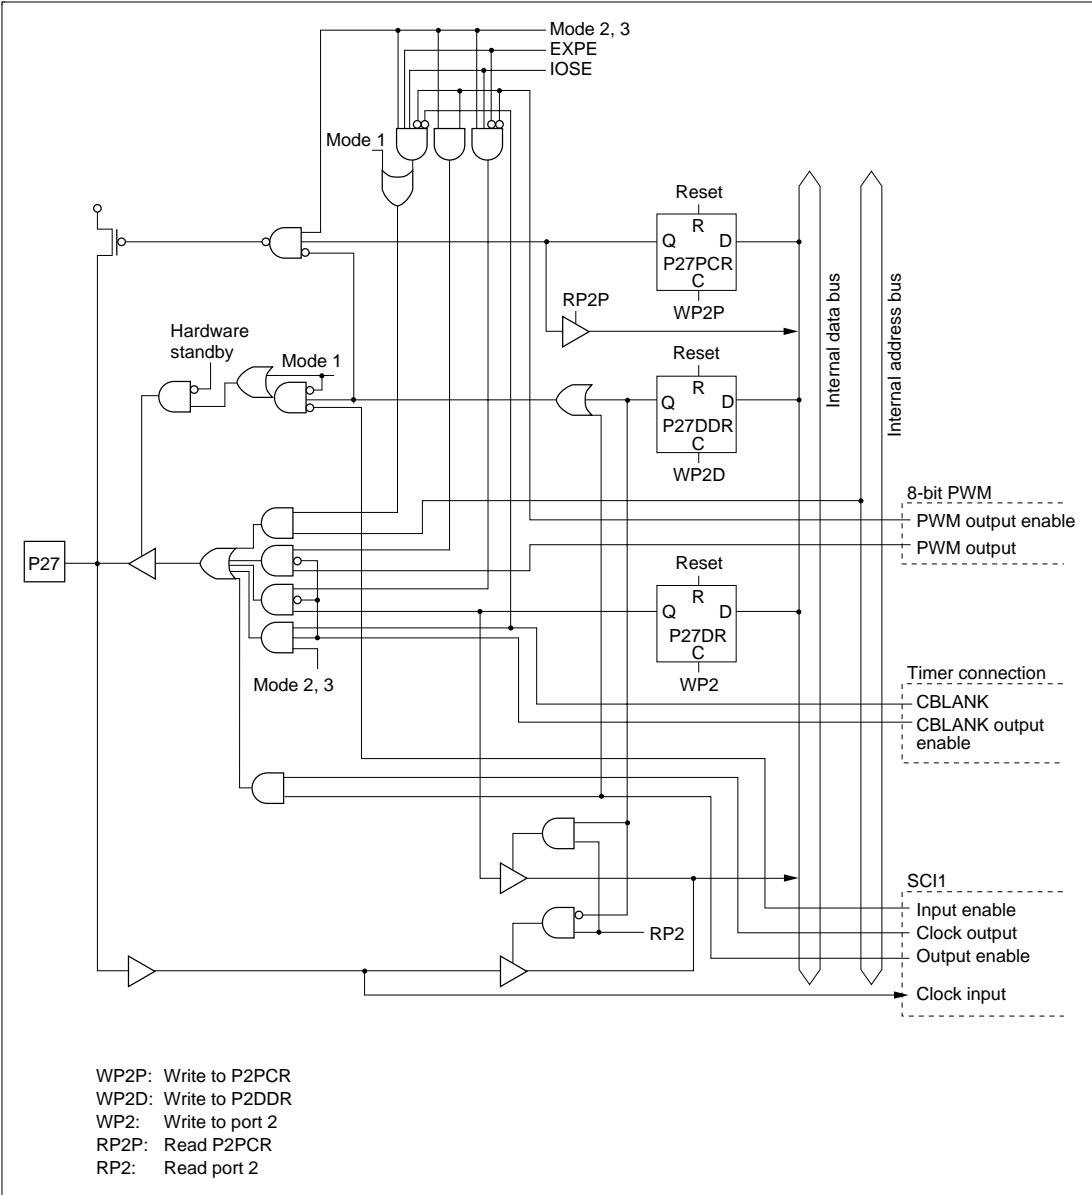 Mode 2, 3
EXPE
IOSE
Mode 1
Reset
R
Q D
P27PCR
C
WP2P
RP2P
Hardware
standby
Mode 1
Reset
R
Q D
P27DDR
C
WP2D
Internal data bus
Internal address bus
8-bit PWM
PWM output enable
PWM output
P27
Reset
R
Q D
P27DR
C
WP2
Mode 2, 3
Timer connection
CBLANK
CBLANK output
enable
SCI1
Input enable
Clock output
Output enable
Clock input
RP2
WP2P: Write to P2PCR
WP2D: Write to P2DDR
WP2: Write to port 2
RP2P: Read P2PCR
RP2: Read port 2